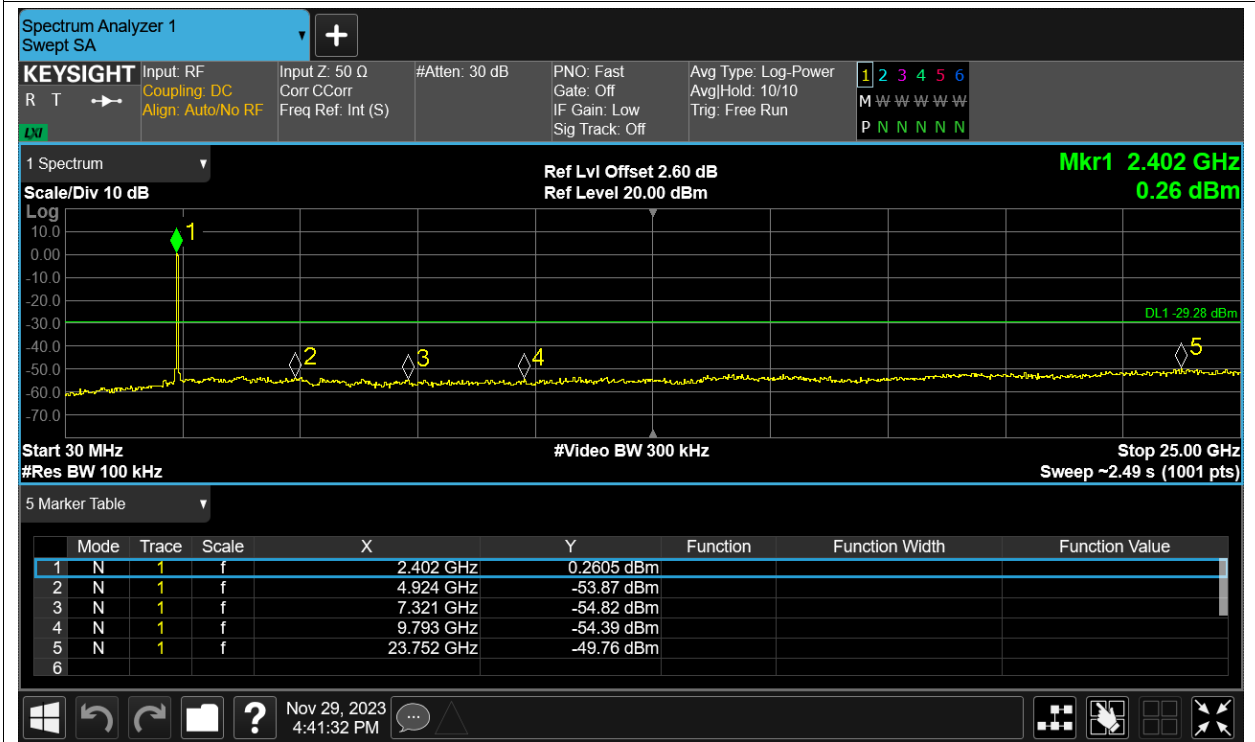 Spectrum Analyzer 1
Swept SA
+
KEYSIGHT
R T
LXI
Input: RF
Coupling: DC
Align: Auto/No RF
Input Z: 50 Ω
Corr CCorr
Freq Ref: Int (S)
#Atten: 30 dB
PNO: Fast
Gate: Off
IF Gain: Low
Sig Track: Off
Avg Type: Log-Power
Avg|Hold: 10/10
Trig: Free Run
1 2 3 4 5 6
M W W W W W
P N N N N N
1 Spectrum
Scale/Div 10 dB
Ref Lvl Offset 2.60 dB
Ref Level 20.00 dBm
Mkr1 2.402 GHz
0.26 dBm
Log
10.0
0.00
-10.0
-20.0
-30.0
-40.0
-50.0
-60.0
-70.0
1
2
3
4
5
DL1 -29.28 dBm
Start 30 MHz
#Res BW 100 kHz
#Video BW 300 kHz
Stop 25.00 GHz
Sweep ~2.49 s (1001 pts)
5 Marker Table
Mode Trace Scale X Y Function Function Width Function Value
1 N 1 f 2.402 GHz 0.2605 dBm
2 N 1 f 4.924 GHz -53.87 dBm
3 N 1 f 7.321 GHz -54.82 dBm
4 N 1 f 9.793 GHz -54.39 dBm
5 N 1 f 23.752 GHz -49.76 dBm
6
?
Nov 29, 2023
4:41:32 PM